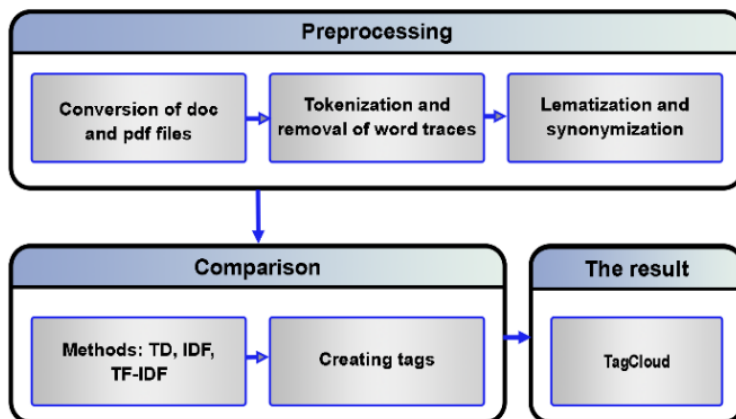 Preprocessing
Conversion of doc
and pdf files
Tokenization and
removal of word traces
Lematization and
synonymization
Comparison
Methods: TD, IDF,
TF-IDF
Creating tags
The result
TagCloud